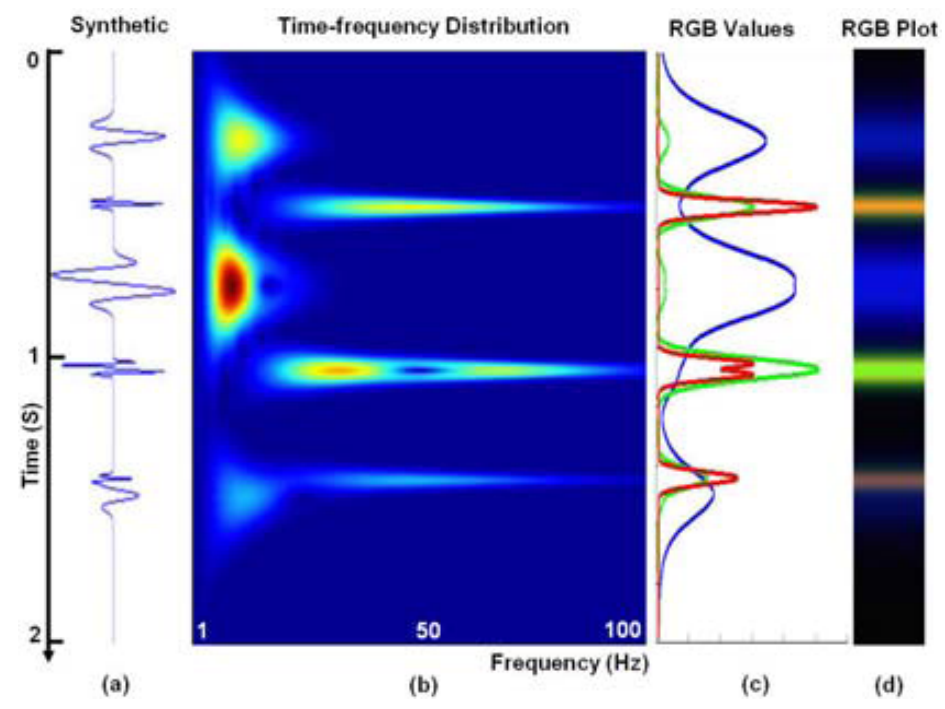 Synthetic
Time-frequency Distribution
RGB Values
RGB Plot
0
1
Time (S)
2
1
50
100
Frequency (Hz)
(a)
(b)
(c)
(d)